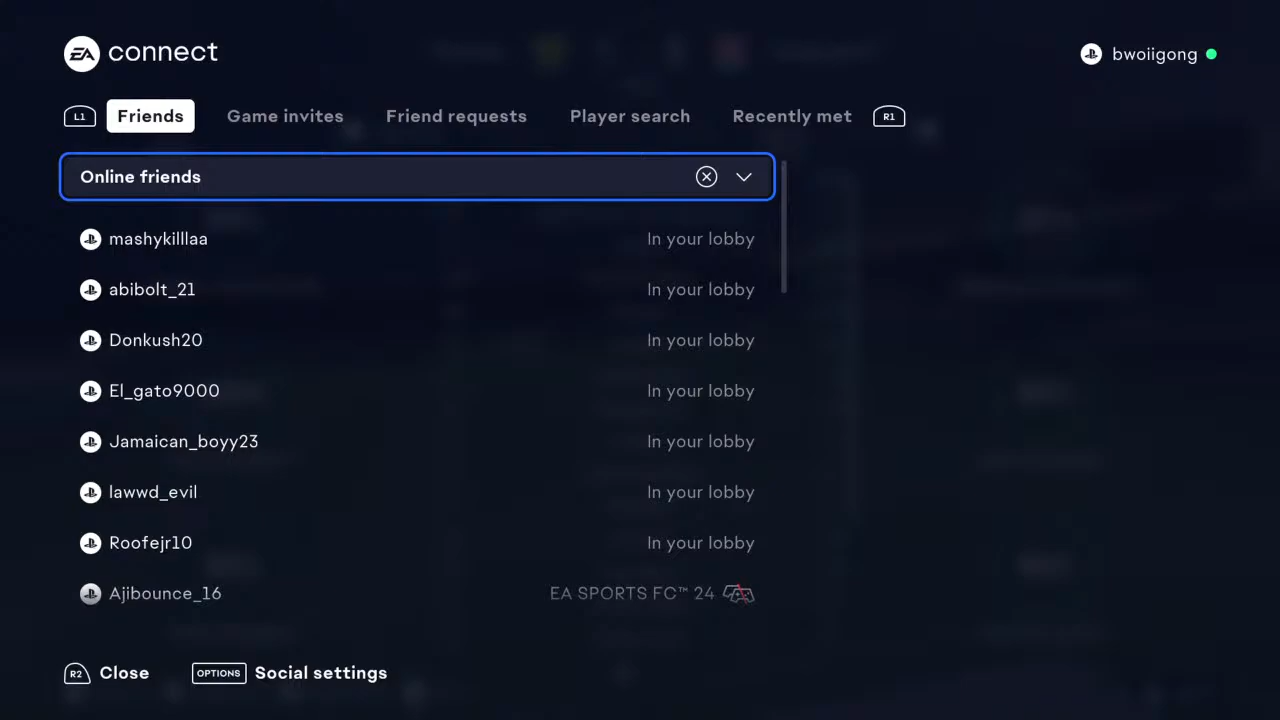 EA connect
bwoiigong
L1 Friends Game invites Friend requests Player search Recently met R1
Online friends
mashykilllaa In your lobby
abibolt_21 In your lobby
Donkush20 In your lobby
El_gato9000 In your lobby
Jamaican_boyy23 In your lobby
lawwd_evil In your lobby
Roofejr10 In your lobby
Ajibounce_16 EA SPORTS FC™ 24
R2 Close OPTIONS Social settings